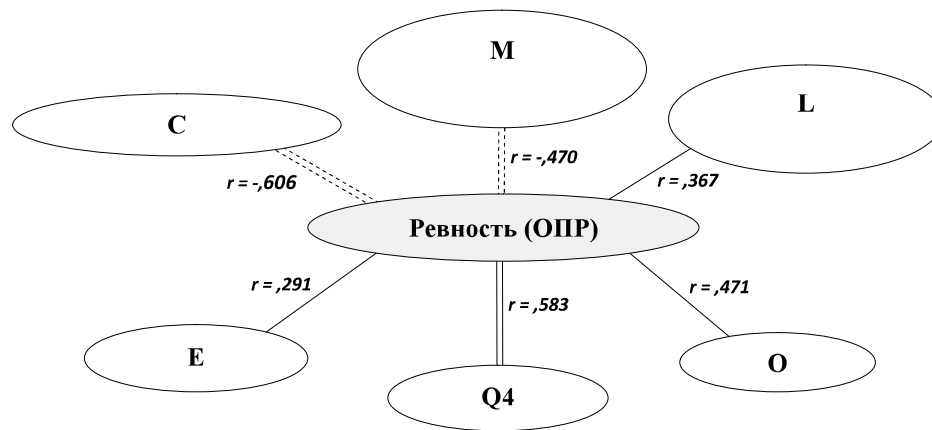 M
L
C
r = -,470
r = -,606
r = ,367
Ревность (ОПР)
r = ,291
r = ,583
r = ,471
E
Q4
O